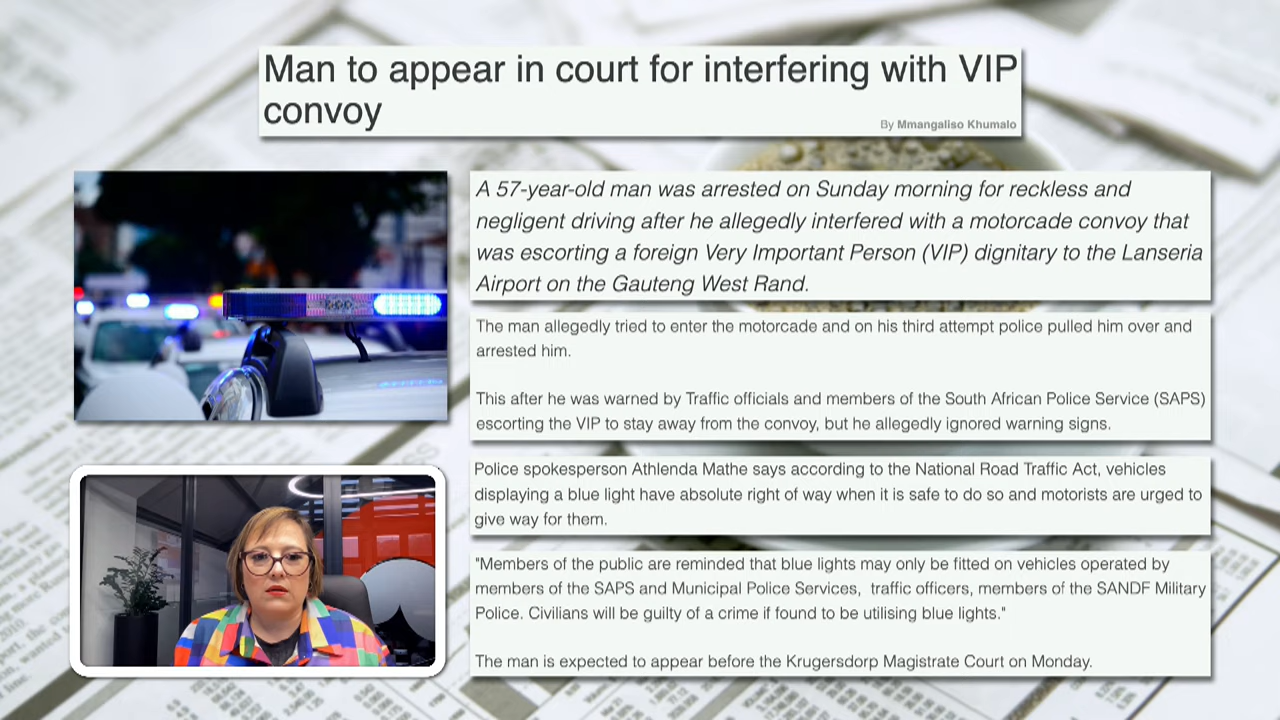 Man to appear in court for interfering with VIP
convoy
By Mmangaliso Khumalo
A 57-year-old man was arrested on Sunday morning for reckless and
negligent driving after he allegedly interfered with a motorcade convoy that
was escorting a foreign Very Important Person (VIP) dignitary to the Lanseria
Airport on the Gauteng West Rand.
The man allegedly tried to enter the motorcade and on his third attempt police pulled him over and
arrested him.
This after he was warned by Traffic officials and members of the South African Police Service (SAPS)
escorting the VIP to stay away from the convoy, but he allegedly ignored warning signs.
Police spokesperson Athlenda Mathe says according to the National Road Traffic Act, vehicles
displaying a blue light have absolute right of way when it is safe to do so and motorists are urged to
give way for them.
"Members of the public are reminded that blue lights may only be fitted on vehicles operated by
members of the SAPS and Municipal Police Services,  traffic officers, members of the SANDF Military
Police. Civilians will be guilty of a crime if found to be utilising blue lights."
The man is expected to appear before the Krugersdorp Magistrate Court on Monday.